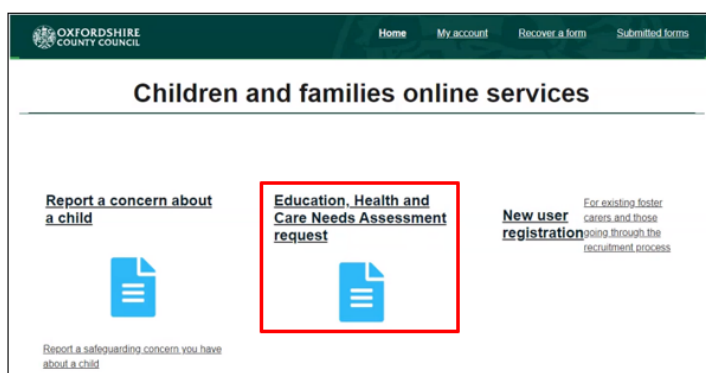 OXFORDSHIRE
COUNTY COUNCIL
Home My account Recover a form Submitted forms
Children and families online services
Report a concern about
a child
Report a safeguarding concern you have
about a child
Education, Health and
Care Needs Assessment
request
New user
registration
For existing foster
carers and those
going through the
recruitment process